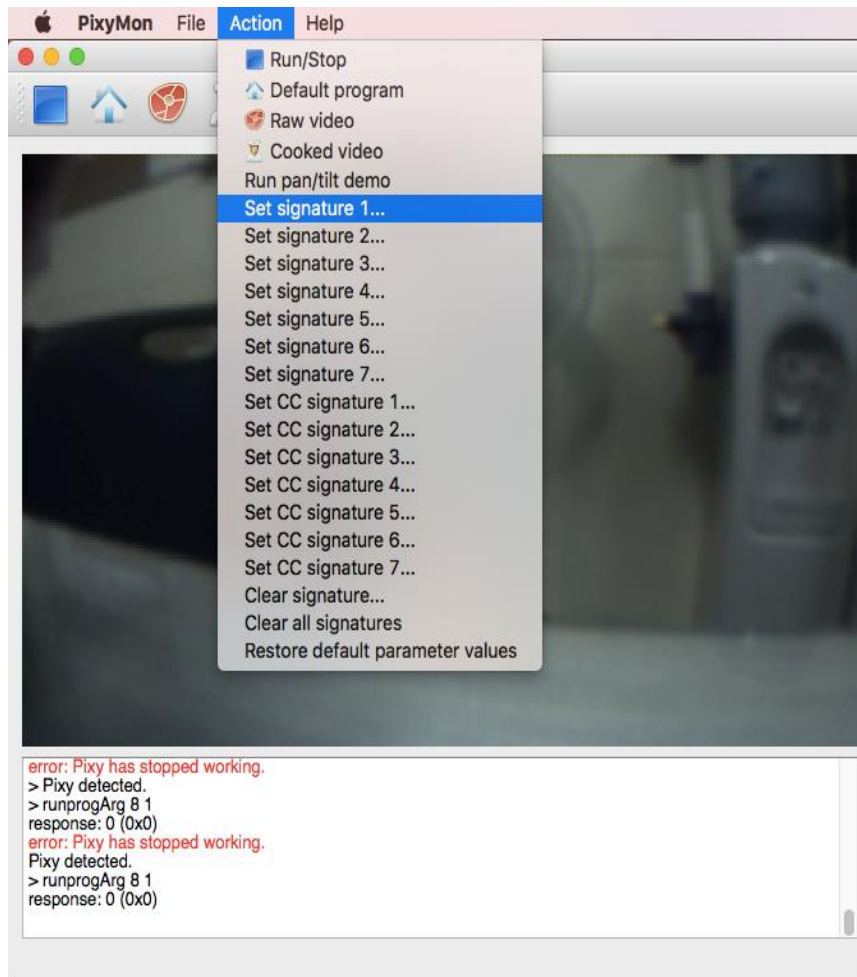 PixyMon File Action Help
Run/Stop
Default program
Raw video
Cooked video
Run pan/tilt demo
Set signature 1...
Set signature 2...
Set signature 3...
Set signature 4...
Set signature 5...
Set signature 6...
Set signature 7...
Set CC signature 1...
Set CC signature 2...
Set CC signature 3...
Set CC signature 4...
Set CC signature 5...
Set CC signature 6...
Set CC signature 7...
Clear signature...
Clear all signatures
Restore default parameter values
error: Pixy has stopped working.
> Pixy detected.
> runprogArg 8 1
response: 0 (0x0)
error: Pixy has stopped working.
Pixy detected.
> runprogArg 8 1
response: 0 (0x0)